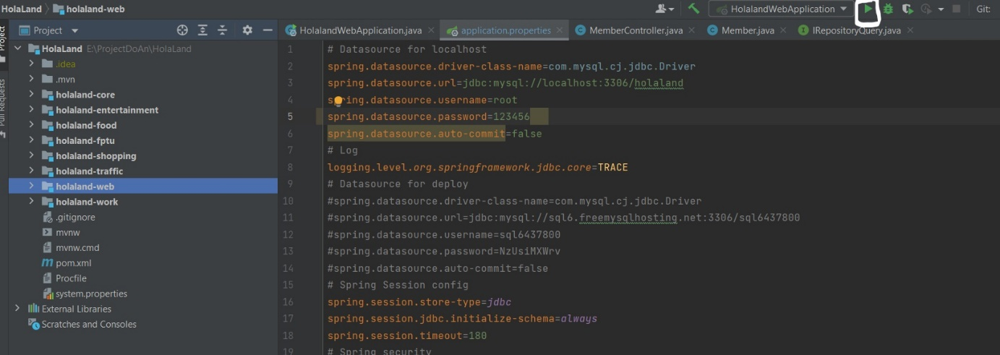 HolaLand
holaland-web
HolalandWebApplication
Git:
Project
Project
HolalandWebApplication.java
application.properties
MemberController.java
Member.java
IRepositoryQuery.java
HolaLand E:\ProjectDoAn\HolaLand
.idea
.mvn
holaland-core
holaland-entertainment
holaland-food
holaland-fptu
holaland-shopping
holaland-traffic
holaland-web
holaland-work
.gitignore
mvnw
mvnw.cmd
pom.xml
Procfile
system.properties
External Libraries
Scratches and Consoles
Pull Requests
1 # Datasource for localhost
2 spring.datasource.driver-class-name=com.mysql.cj.jdbc.Driver
3 spring.datasource.url=jdbc:mysql://localhost:3306/holaland
4 spring.datasource.username=root
5 spring.datasource.password=123456
6 spring.datasource.auto-commit=false
7 # Log
8 logging.level.org.springframework.jdbc.core=TRACE
9 # Datasource for deploy
10 #spring.datasource.driver-class-name=com.mysql.cj.jdbc.Driver
11 #spring.datasource.url=jdbc:mysql://sql6.freemysqlhosting.net:3306/sql6437800
12 #spring.datasource.username=sql6437800
13 #spring.datasource.password=NzUsiMXWrv
14 #spring.datasource.auto-commit=false
15 # Spring Session config
16 spring.session.store-type=jdbc
17 spring.session.jdbc.initialize-schema=always
18 spring.session.timeout=180
19 # Spring security